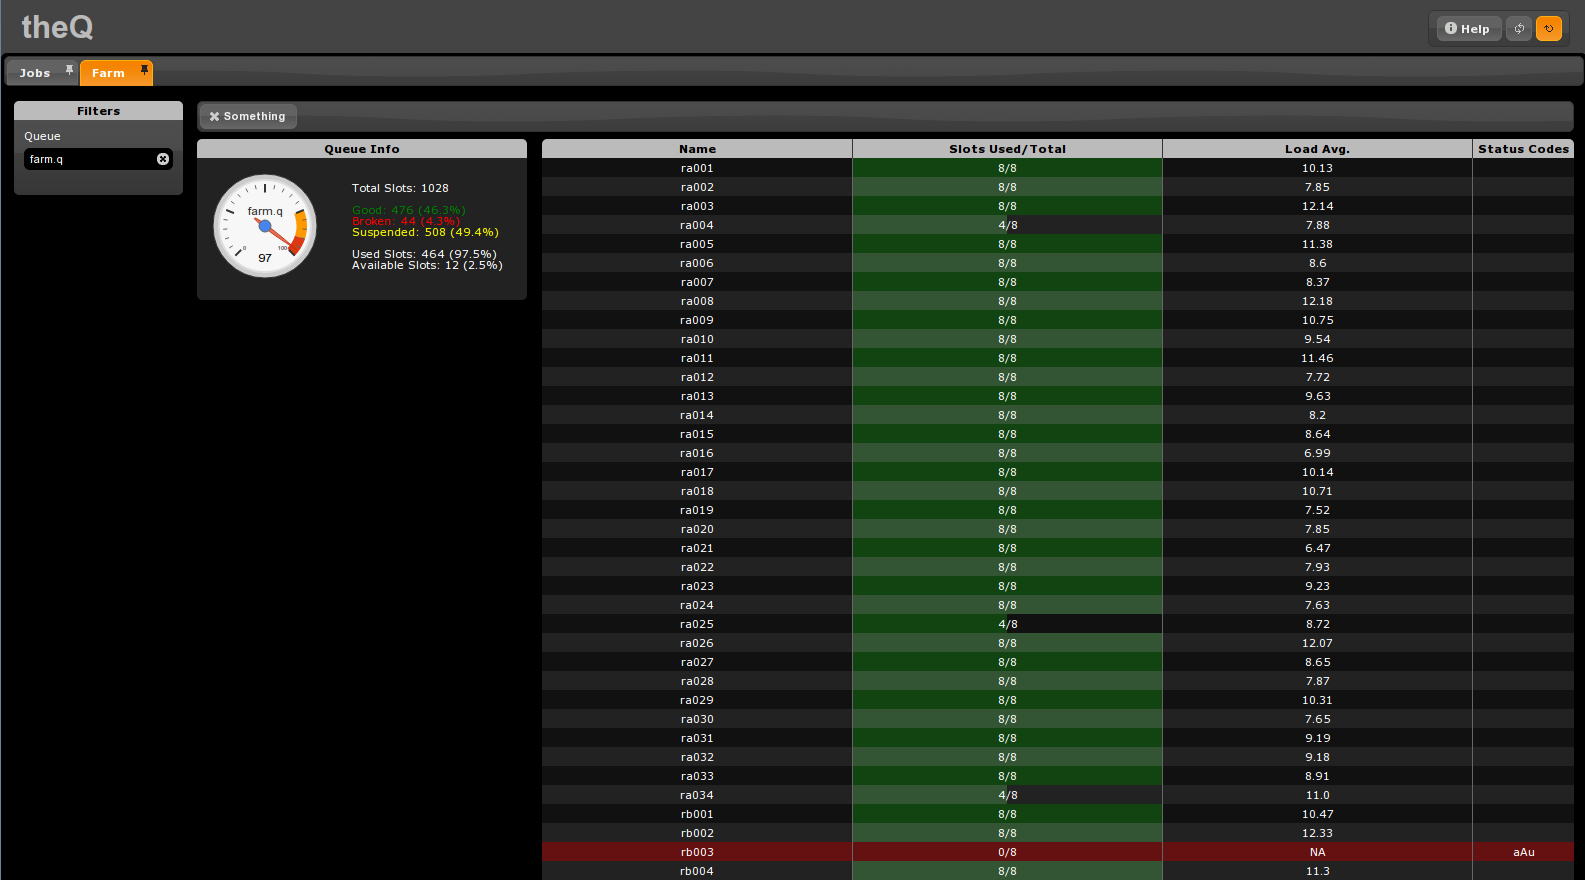 theQ
Help
Jobs
Farm
Filters
Queue
farm.q
Something
Queue Info
farm.q
0
100
97
Total Slots: 1028
Good: 476 (46.3%)
Broken: 44 (4.3%)
Suspended: 508 (49.4%)
Used Slots: 464 (97.5%)
Available Slots: 12 (2.5%)
Name Slots Used/Total Load Avg. Status Codes
ra001 8/8 10.13
ra002 8/8 7.85
ra003 8/8 12.14
ra004 4/8 7.88
ra005 8/8 11.38
ra006 8/8 8.6
ra007 8/8 8.37
ra008 8/8 12.18
ra009 8/8 10.75
ra010 8/8 9.54
ra011 8/8 11.46
ra012 8/8 7.72
ra013 8/8 9.63
ra014 8/8 8.2
ra015 8/8 8.64
ra016 8/8 6.99
ra017 8/8 10.14
ra018 8/8 10.71
ra019 8/8 7.52
ra020 8/8 7.85
ra021 8/8 6.47
ra022 8/8 7.93
ra023 8/8 9.23
ra024 8/8 7.63
ra025 4/8 8.72
ra026 8/8 12.07
ra027 8/8 8.65
ra028 8/8 7.87
ra029 8/8 10.31
ra030 8/8 7.65
ra031 8/8 9.19
ra032 8/8 9.18
ra033 8/8 8.91
ra034 4/8 11.0
rb001 8/8 10.47
rb002 8/8 12.33
rb003 0/8 NA aAu
rb004 8/8 11.3